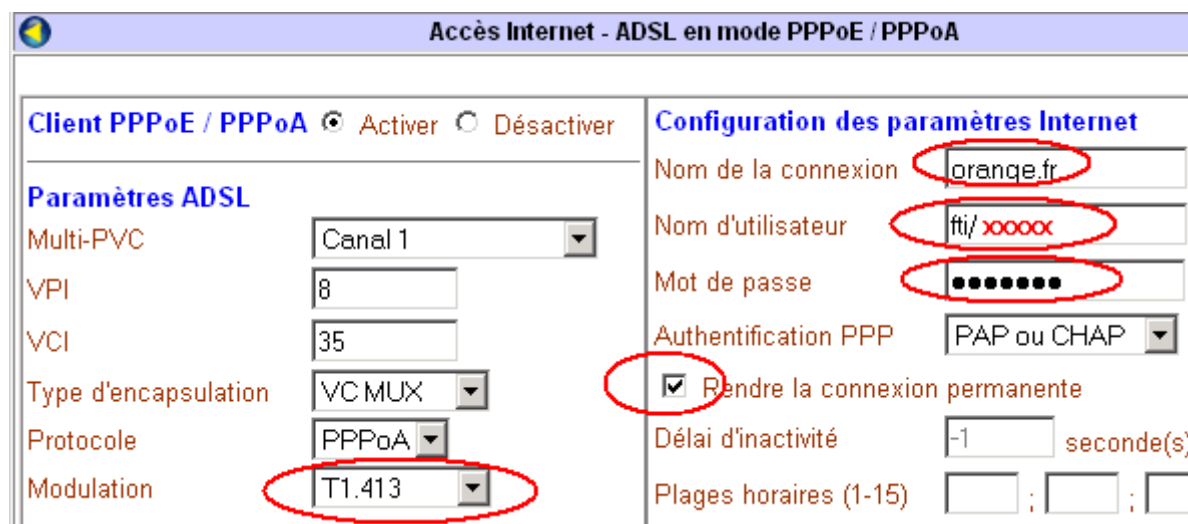 Accès Internet - ADSL en mode PPPoE / PPPoA
Client PPPoE / PPPoA Activer Désactiver
Paramètres ADSL
Multi-PVC Canal 1
VPI 8
VCI 35
Type d'encapsulation VC MUX
Protocole PPPoA
Modulation T1.413
Configuration des paramètres Internet
Nom de la connexion orange.fr
Nom d'utilisateur fti/ xxxxx
Mot de passe ●●●●●●●
Authentification PPP PAP ou CHAP
Rendre la connexion permanente
Délai d'inactivité -1 seconde(s)
Plages horaires (1-15) ; ;